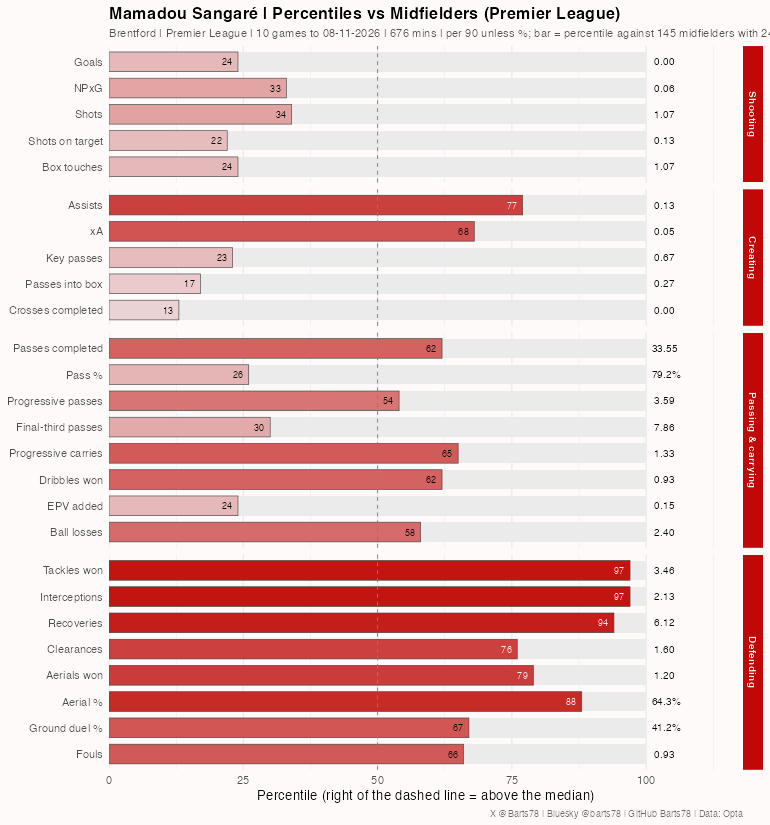 Mamadou Sangaré | Percentiles vs Midfielders (Premier League)
Brentford | Premier League | 10 games to 08-11-2026 | 676 mins | per 90 unless %; bar = percentile against 145 midfielders with 24
Goals 24 0.00
NPxG 33 0.06
Shots 34 1.07
Shots on target 22 0.13
Box touches 24 1.07
Shooting
Assists 77 0.13
xA 68 0.05
Key passes 23 0.67
Passes into box 17 0.27
Crosses completed 13 0.00
Creating
Passes completed 62 33.55
Pass % 26 79.2%
Progressive passes 54 3.59
Final-third passes 30 7.86
Progressive carries 65 1.33
Dribbles won 62 0.93
EPV added 24 0.15
Ball losses 58 2.40
Passing & carrying
Tackles won 97 3.46
Interceptions 97 2.13
Recoveries 94 6.12
Clearances 76 1.60
Aerials won 79 1.20
Aerial % 88 64.3%
Ground duel % 67 41.2%
Fouls 66 0.93
Defending
0 25 50 75 100
Percentile (right of the dashed line = above the median)
X @Barts78 | Bluesky @barts78 | GitHub Barts78 | Data: Opta